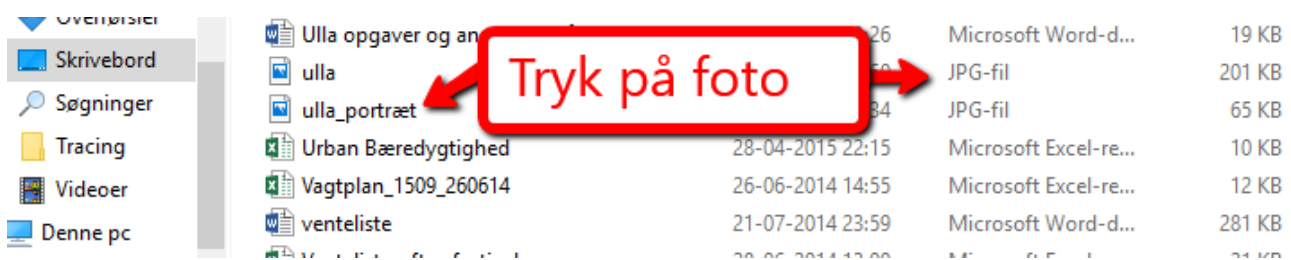 Overførsler
Skrivebord
Søgninger
Tracing
Videoer
Denne pc
Ulla opgaver og an 26 Microsoft Word-d... 19 KB
ulla JPG-fil 201 KB
ulla_portræt 34 JPG-fil 65 KB
Urban Bæredygtighed 28-04-2015 22:15 Microsoft Excel-re... 10 KB
Vagtplan_1509_260614 26-06-2014 14:55 Microsoft Excel-re... 12 KB
venteliste 21-07-2014 23:59 Microsoft Word-d... 281 KB
Tryk på foto